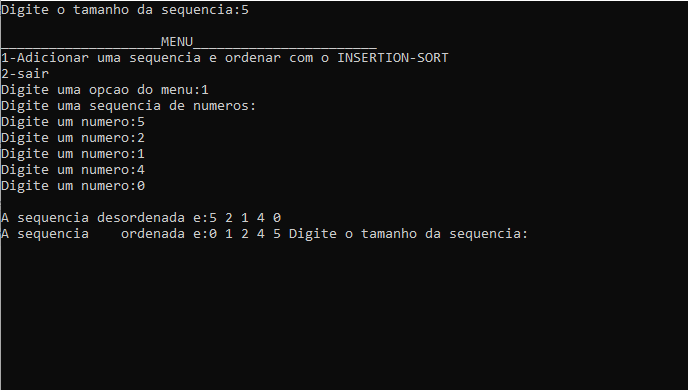 Digite o tamanho da sequencia:5
____________________MENU_______________________
1-Adicionar uma sequencia e ordenar com o INSERTION-SORT
2-sair
Digite uma opcao do menu:1
Digite uma sequencia de numeros:
Digite um numero:5
Digite um numero:2
Digite um numero:1
Digite um numero:4
Digite um numero:0
A sequencia desordenada e:5 2 1 4 0
A sequencia    ordenada e:0 1 2 4 5 Digite o tamanho da sequencia: